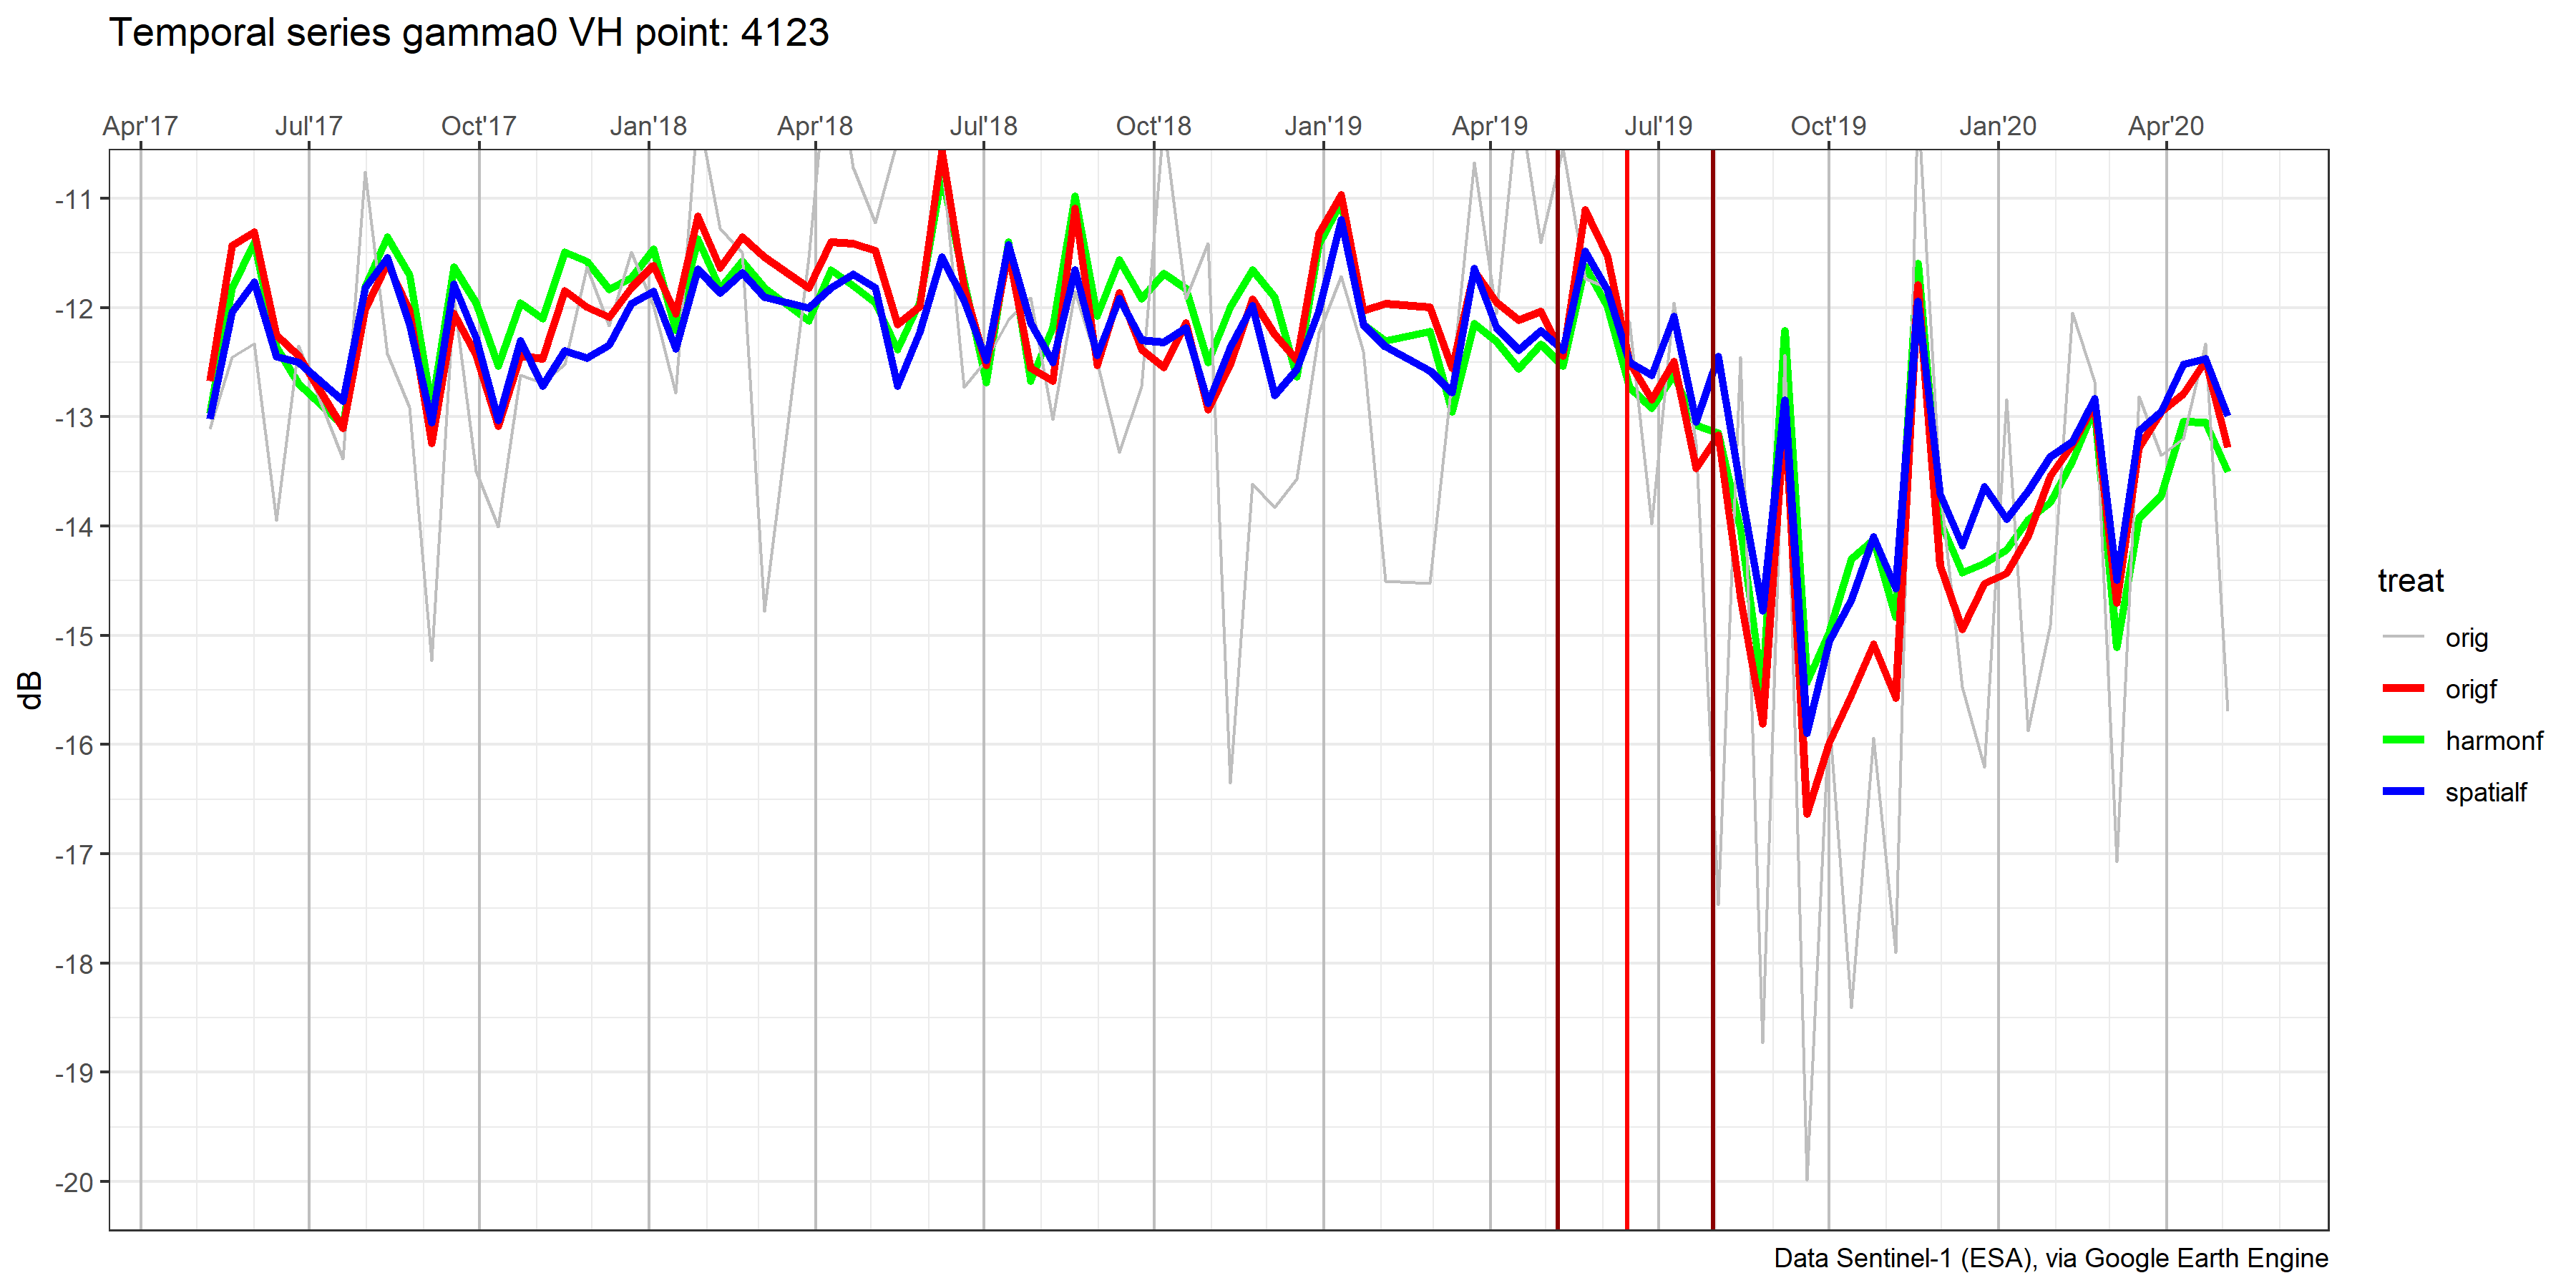 Temporal series gamma0 VH point: 4123
Apr'17 Jul'17 Oct'17 Jan'18 Apr'18 Jul'18 Oct'18 Jan'19 Apr'19 Jul'19 Oct'19 Jan'20 Apr'20
-11
-12
-13
-14
-15
-16
-17
-18
-19
-20
dB
treat
orig
origf
harmonf
spatialf
Data Sentinel-1 (ESA), via Google Earth Engine